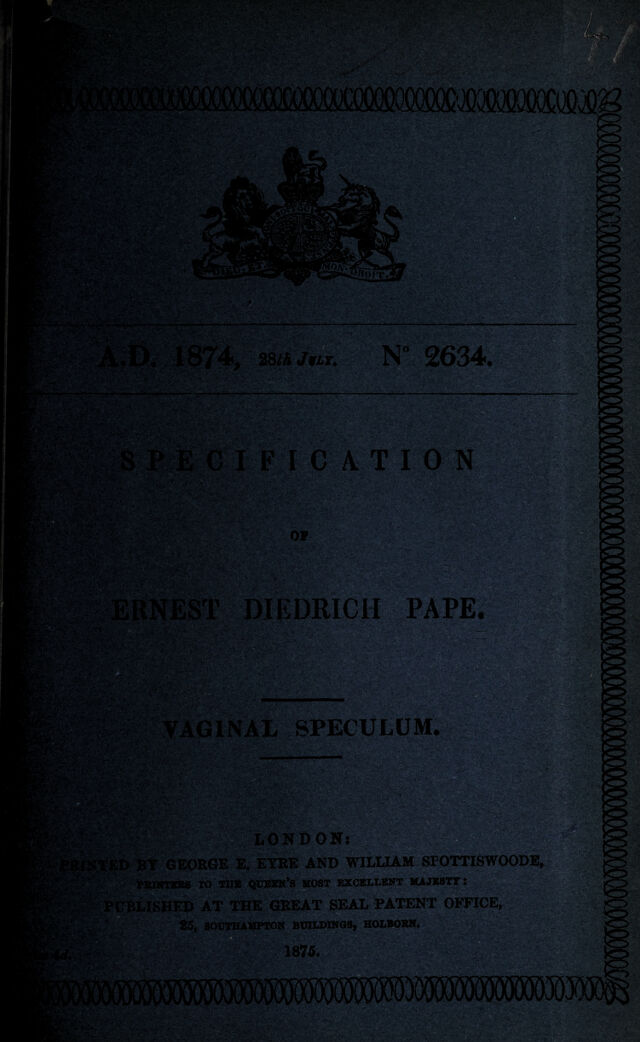 A.D. 1874, 28th JULY. No 2634.
SPECIFICATION
OF
ERNEST DIEDRICH PAPE.
VAGINAL SPECULUM.
LONDON:
PRINTED BY GEORGE E. EYRE AND WILLIAM SPOTTISWOODE,
PRINTERS TO THE QUEEN'S MOST EXCELLENT MAJESTY:
PUBLISHED AT THE GREAT SEAL PATENT OFFICE,
25, SOUTHAMPTON BUILDINGS, HOLBORN.
1875.